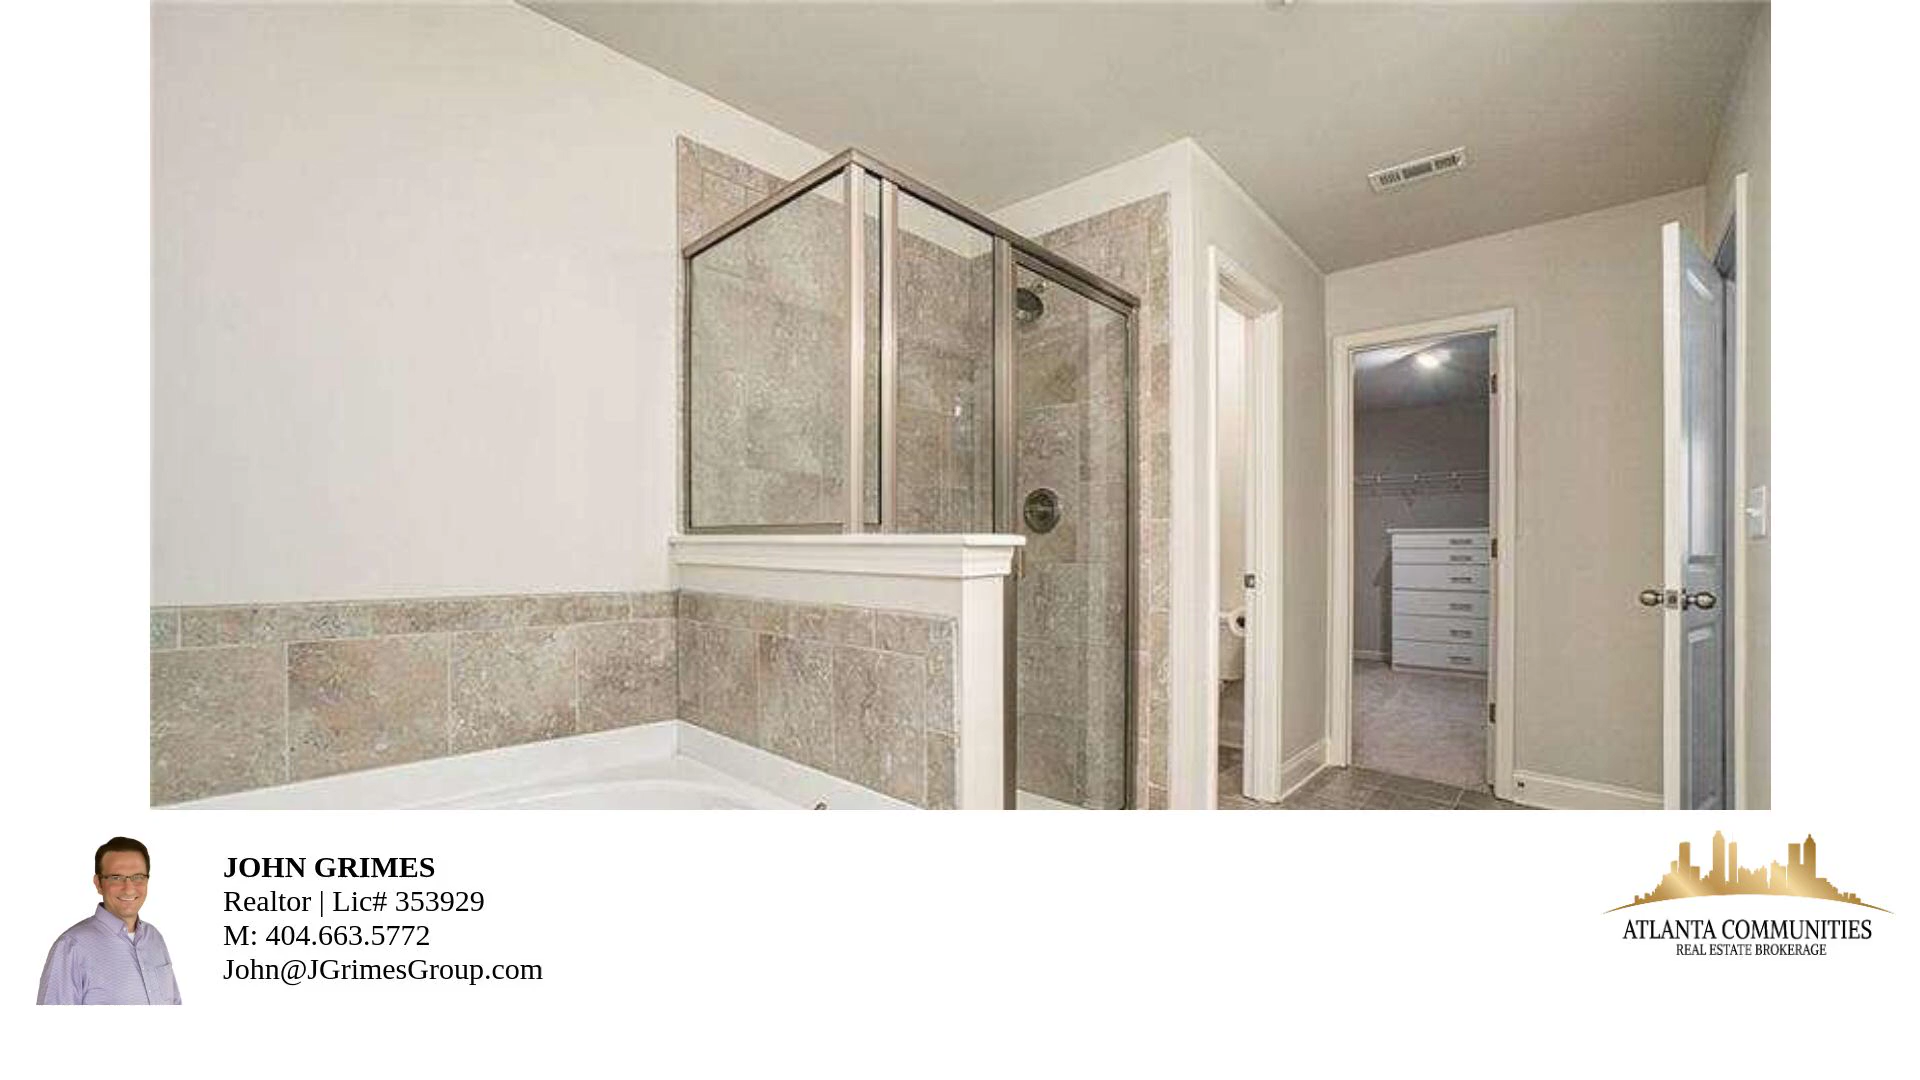 JOHN GRIMES
Realtor | Lic# 353929
M: 404.663.5772
John@JGrimesGroup.com
ATLANTA COMMUNITIES
REAL ESTATE BROKERAGE